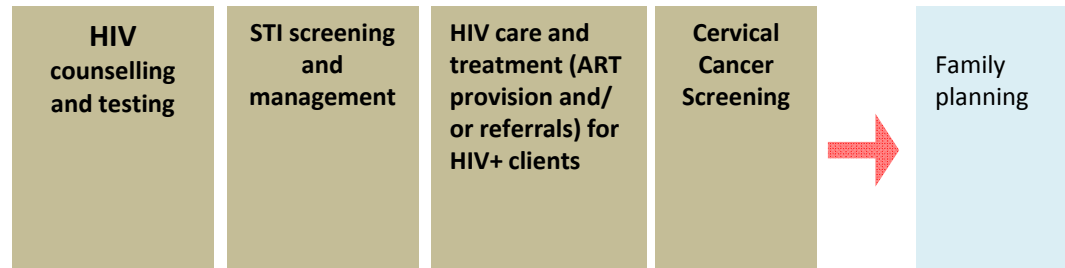 HIV
counselling
and testing
STI screening
and
management
HIV care and
treatment (ART
provision and/
or referrals) for
HIV+ clients
Cervical
Cancer
Screening
Family
planning